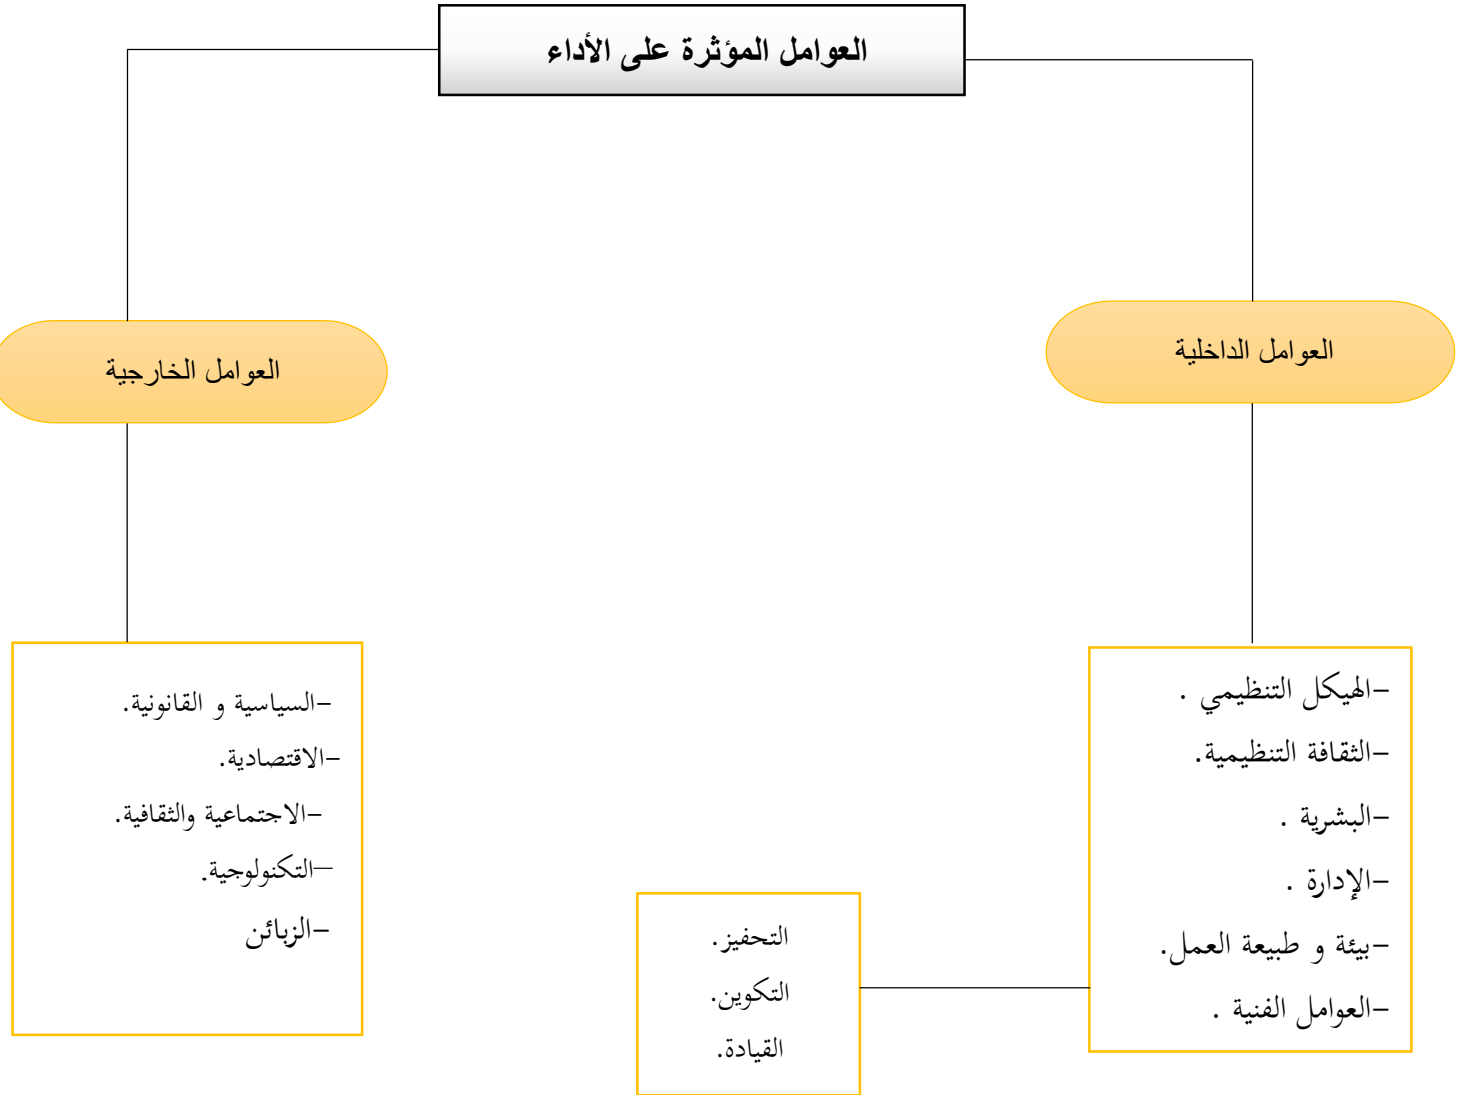 العوامل المؤثرة على الأداء
العوامل الداخلية
العوامل الخارجية
-الهيكل التنظيمي .
-الثقافة التنظيمية.
-البشرية .
-الإدارة .
-بيئة و طبيعة العمل.
-العوامل الفنية .
التحفيز.
التكوين.
القيادة.
-السياسية و القانونية.
-الاقتصادية.
-الاجتماعية والثقافية.
-التكنولوجية.
-الزبائن